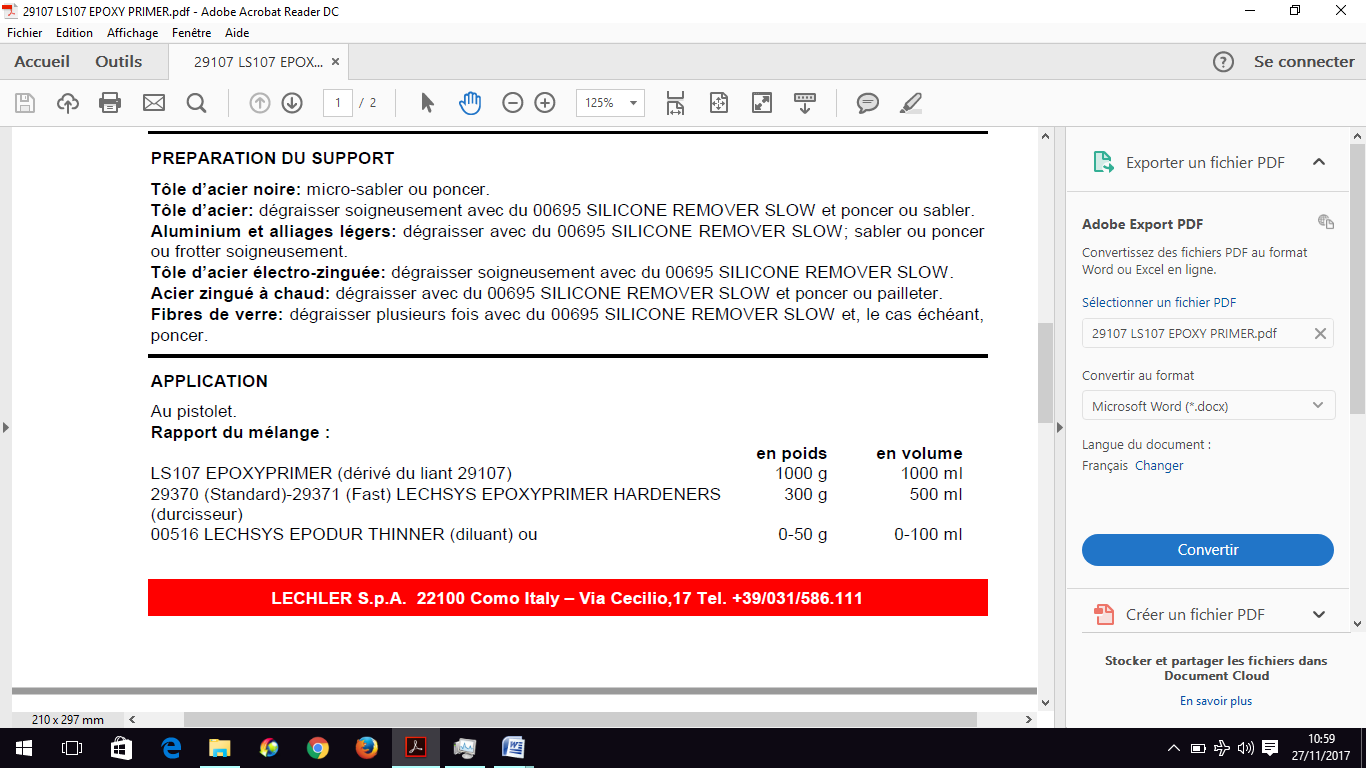 29107 LS107 EPOXY PRIMER.pdf - Adobe Acrobat Reader DC
Fichier Edition Affichage Fenêtre Aide
Accueil Outils 29107 LS107 EPOX... × ? Se connecter
1 / 2 125%
PREPARATION DU SUPPORT
Tôle d’acier noire: micro-sabler ou poncer.
Tôle d’acier: dégraisser soigneusement avec du 00695 SILICONE REMOVER SLOW et poncer ou sabler.
Aluminium et alliages légers: dégraisser avec du 00695 SILICONE REMOVER SLOW; sabler ou poncer
ou frotter soigneusement.
Tôle d’acier électro-zinguée: dégraisser soigneusement avec du 00695 SILICONE REMOVER SLOW.
Acier zingué à chaud: dégraisser avec du 00695 SILICONE REMOVER SLOW et poncer ou pailleter.
Fibres de verre: dégraisser plusieurs fois avec du 00695 SILICONE REMOVER SLOW et, le cas échéant,
poncer.
APPLICATION
Au pistolet.
Rapport du mélange :
en poids en volume
LS107 EPOXYPRIMER (dérivé du liant 29107) 1000 g 1000 ml
29370 (Standard)-29371 (Fast) LECHSYS EPOXYPRIMER HARDENERS 300 g 500 ml
(durcisseur)
00516 LECHSYS EPODUR THINNER (diluant) ou 0-50 g 0-100 ml
LECHLER S.p.A. 22100 Como Italy – Via Cecilio,17 Tel. +39/031/586.111
210 x 297 mm
Exporter un fichier PDF
Adobe Export PDF
Convertissez des fichiers PDF au format
Word ou Excel en ligne.
Sélectionner un fichier PDF
29107 LS107 EPOXY PRIMER.pdf
Convertir au format
Microsoft Word (*.docx)
Langue du document :
Français Changer
Convertir
Créer un fichier PDF
Stocker et partager les fichiers dans
Document Cloud
En savoir plus
10:59
27/11/2017